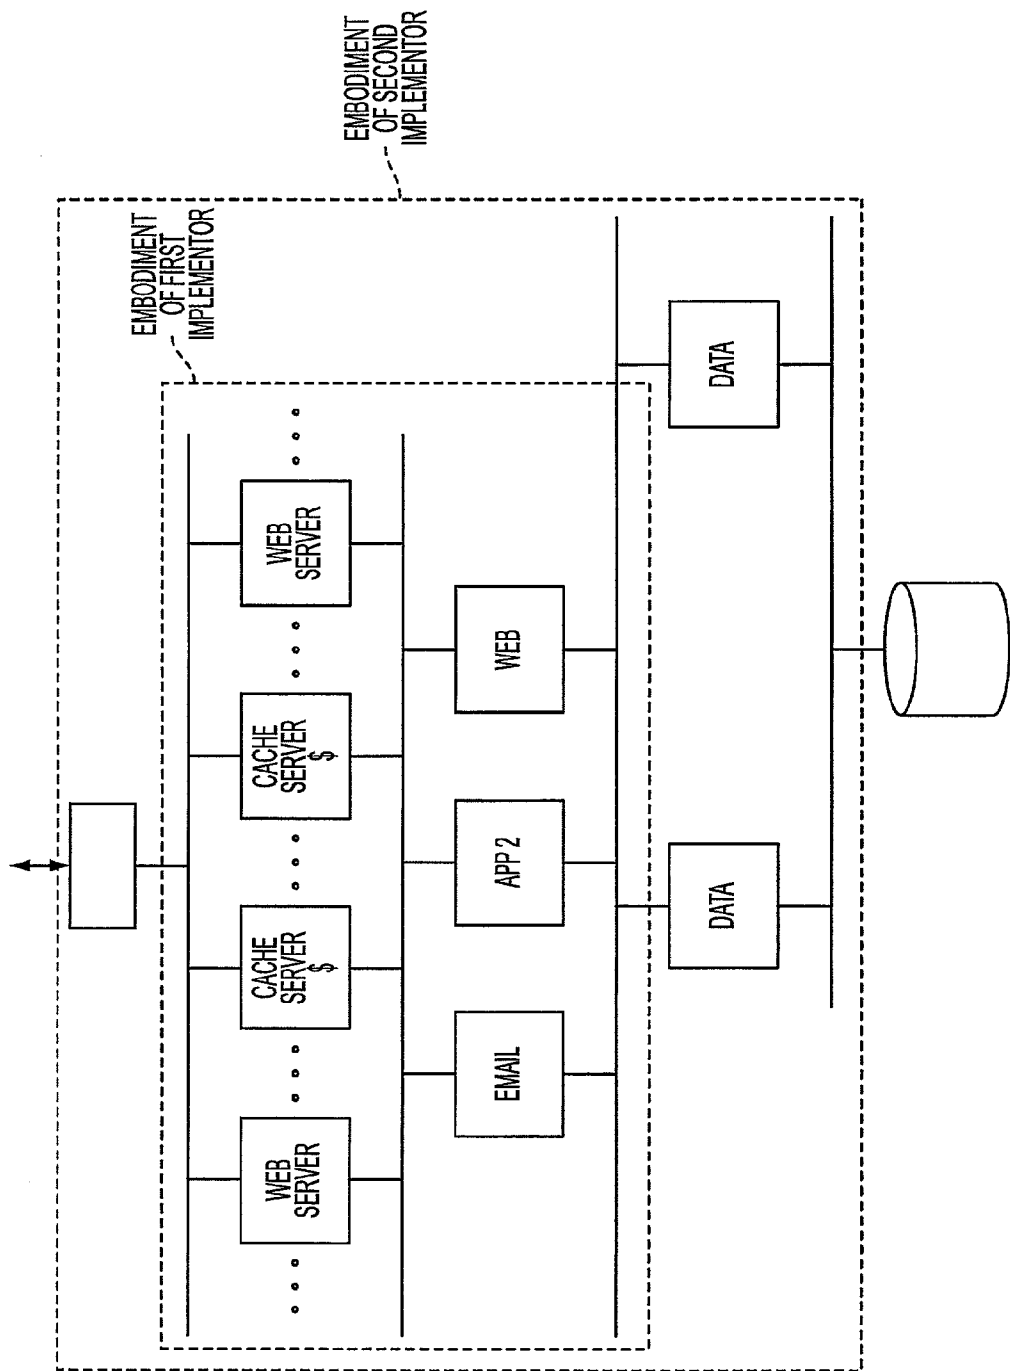 EMBODIMENT
OF SECOND
IMPLEMENTOR
EMBODIMENT
OF FIRST
IMPLEMENTOR
WEB
SERVER
CACHE
SERVER
$
CACHE
SERVER
$
WEB
SERVER
EMAIL
APP 2
WEB
DATA
DATA